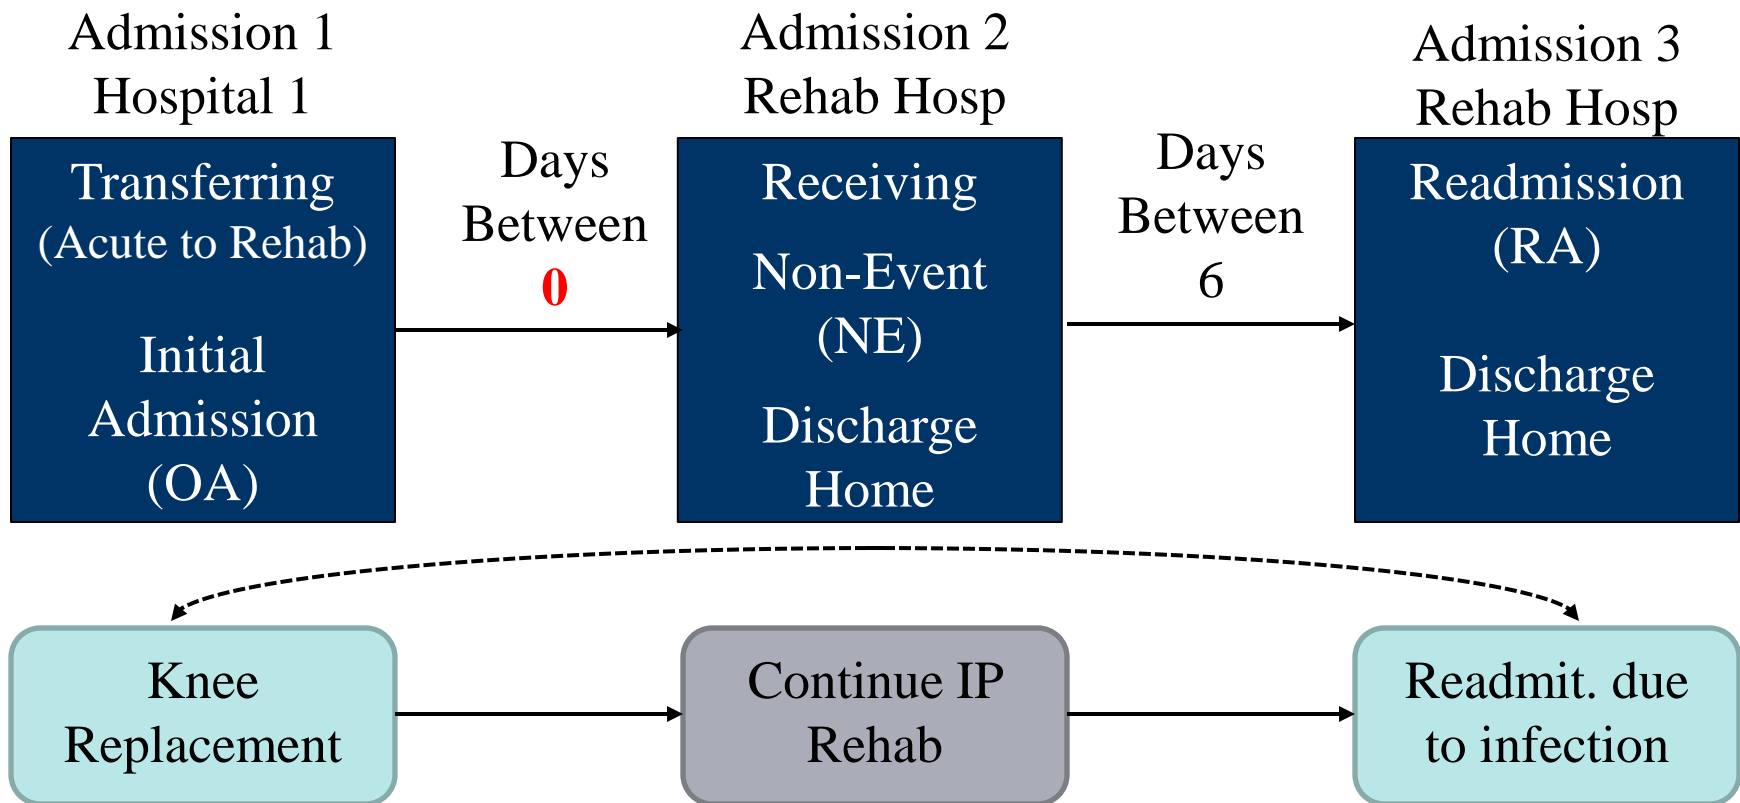 Admission 1
Hospital 1
Transferring
(Acute to Rehab)
Initial
Admission
(OA)
Days
Between
0
Admission 2
Rehab Hosp
Receiving
Non-Event
(NE)
Discharge
Home
Days
Between
6
Admission 3
Rehab Hosp
Readmission
(RA)
Discharge
Home
Knee
Replacement
Continue IP
Rehab
Readmit. due
to infection